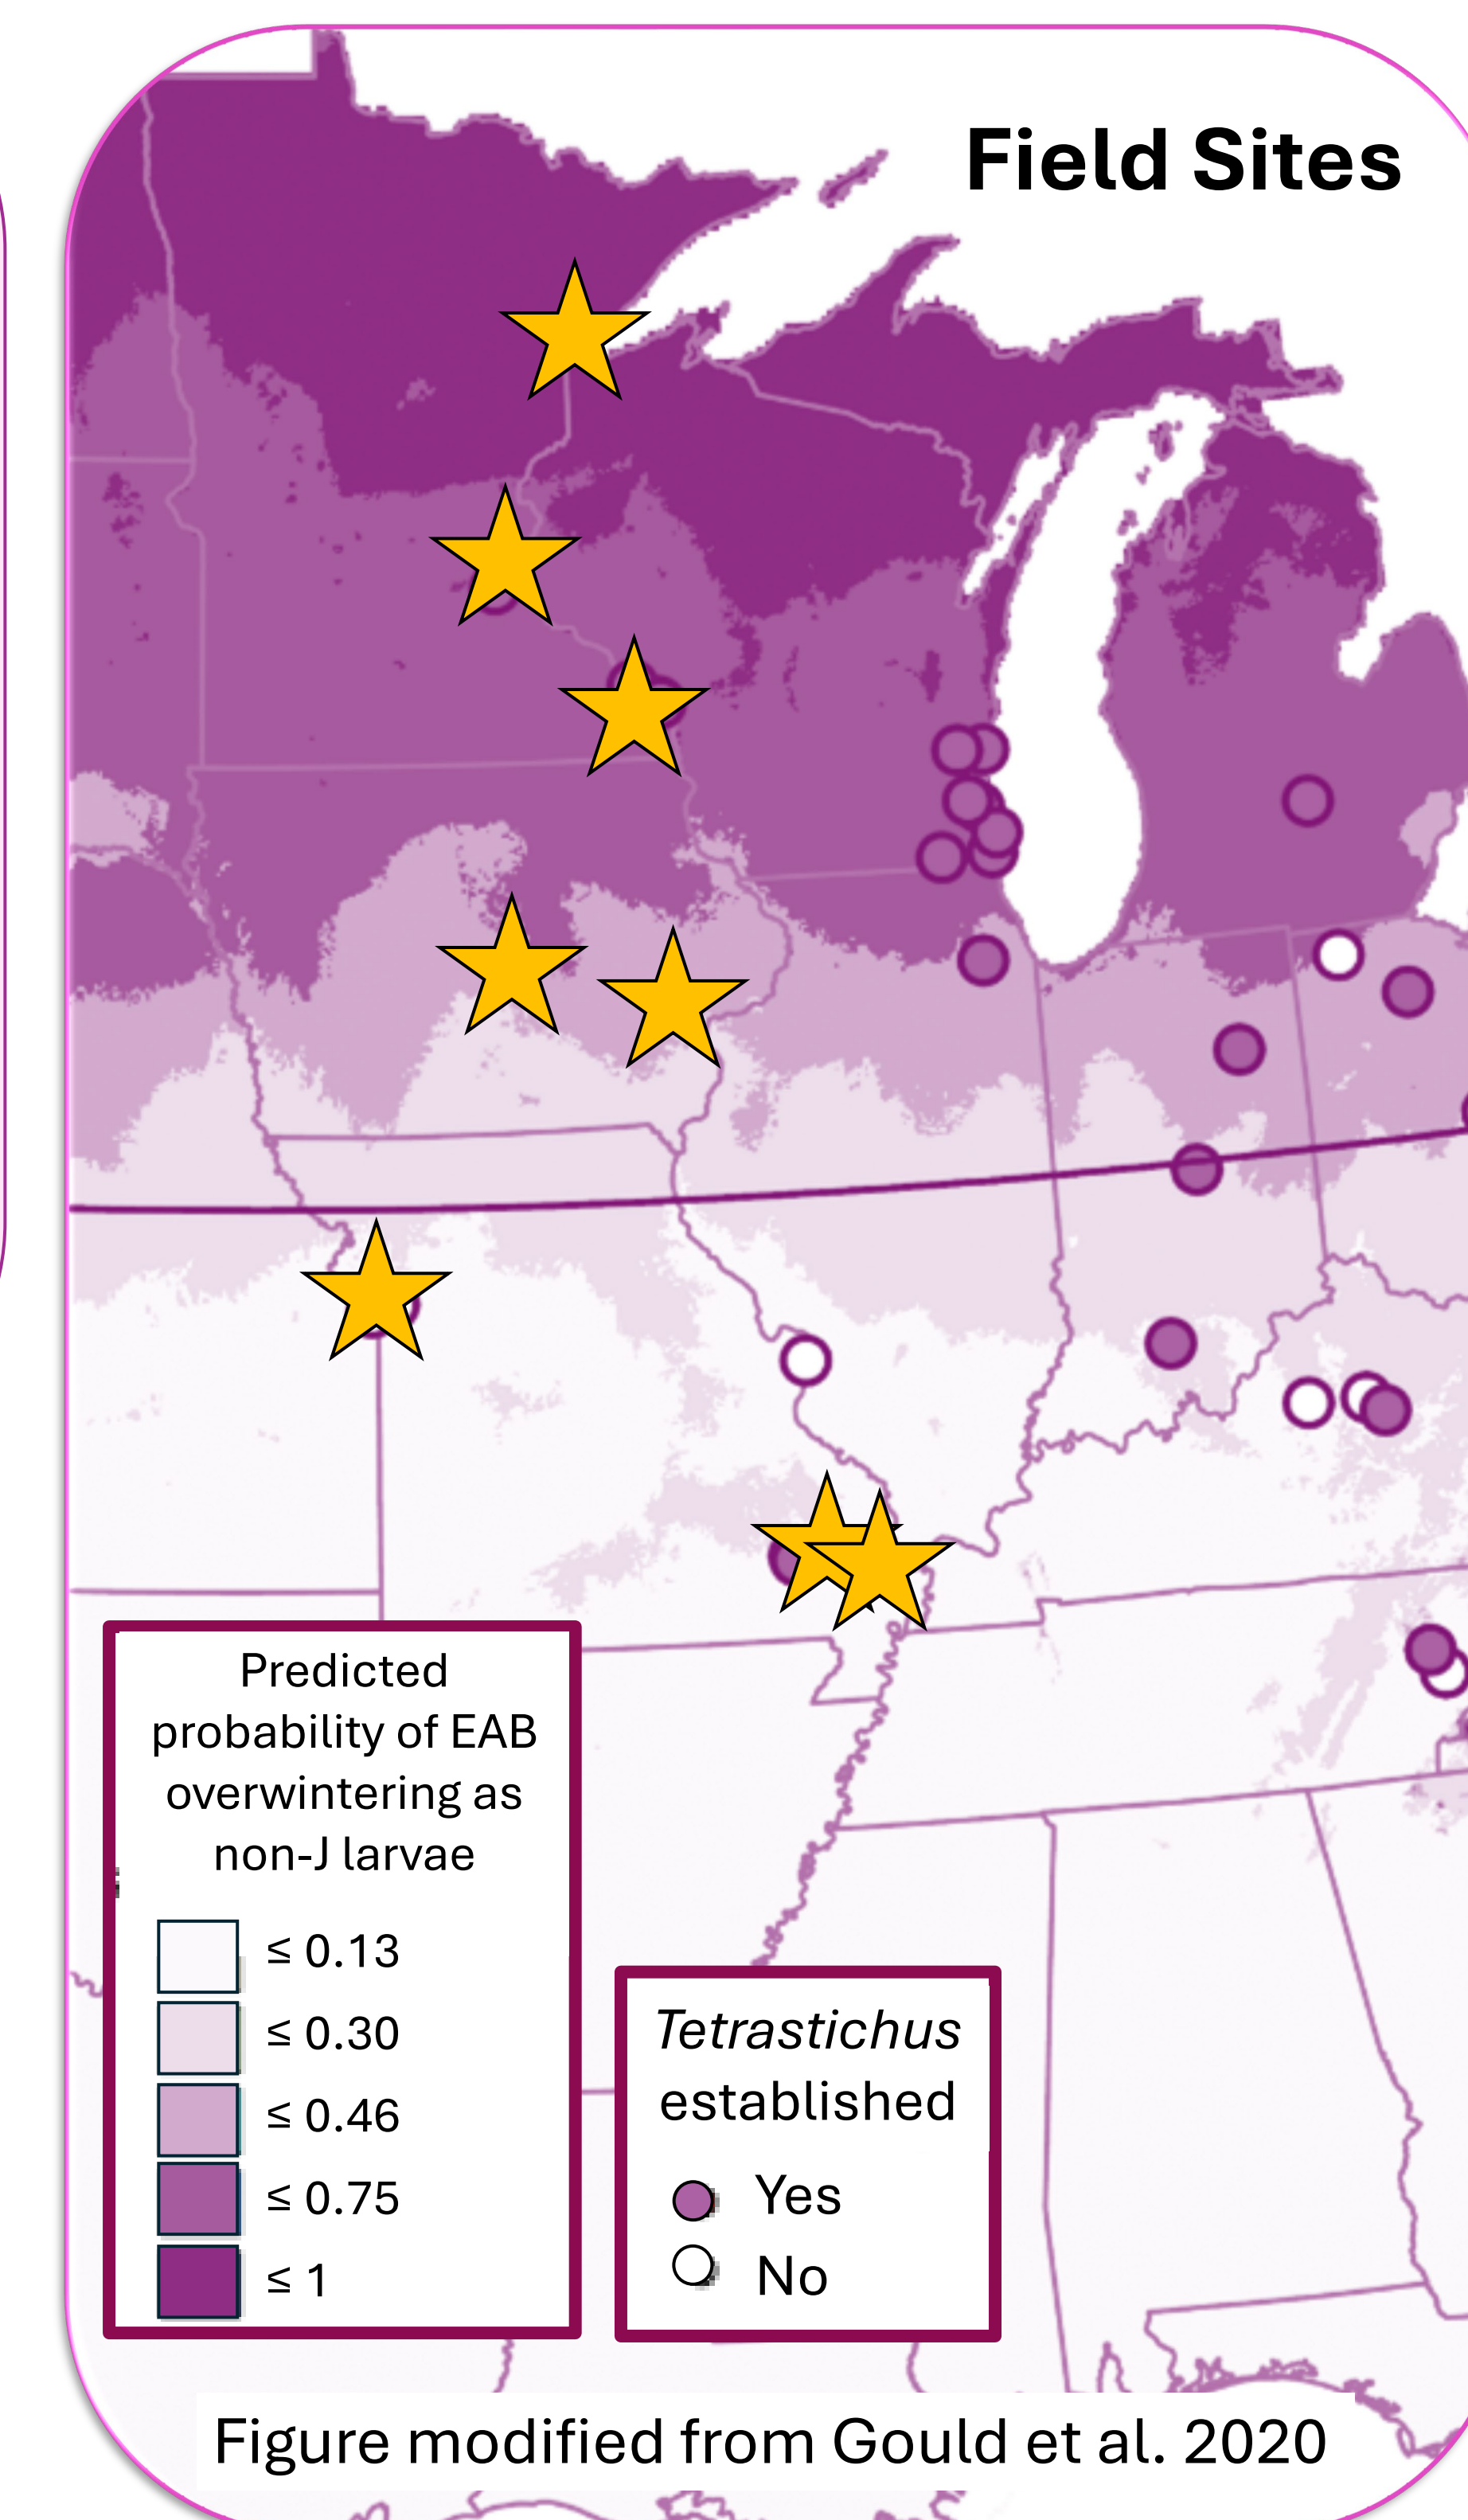 Field Sites
Predicted
probability of EAB
overwintering as
non-J larvae
≤ 0.13
≤ 0.30
≤ 0.46
≤ 0.75
≤ 1
Tetrastichus
established
Yes
No
Figure modified from Gould et al. 2020